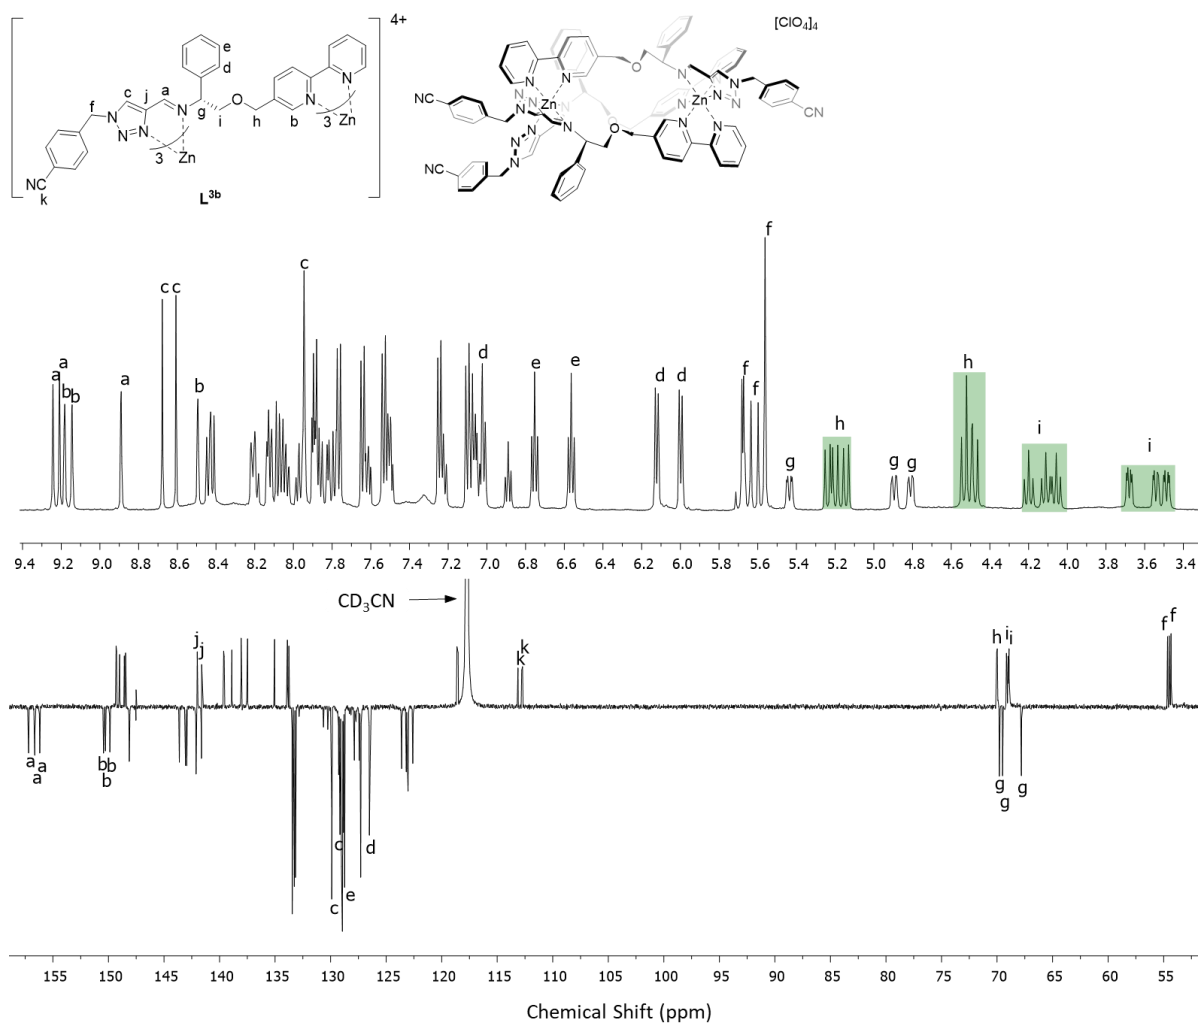 4+
[ClO₄]₄
e
d
c
j
a
f
N
g
i
O
h
b
N
N
N=N
3
Zn
N
3
Zn
NC
k
L³ᵇ
NC
NC
CN
N
N
N
N
N
N
N
N
N
N
N
Zn
Zn
O
O
f
c
c
c
a
a
b
b
a
b
d
e
e
d
d
f
f
g
h
g
g
h
i
i
9.4 9.2 9.0 8.8 8.6 8.4 8.2 8.0 7.8 7.6 7.4 7.2 7.0 6.8 6.6 6.4 6.2 6.0 5.8 5.6 5.4 5.2 5.0 4.8 4.6 4.4 4.2 4.0 3.8 3.6 3.4
CD₃CN
j
j
k
k
h
i
i
f
f
a
a
a
b
b
b
c
c
d
e
g
g
g
155 150 145 140 135 130 125 120 115 110 105 100 95 90 85 80 75 70 65 60 55
Chemical Shift (ppm)